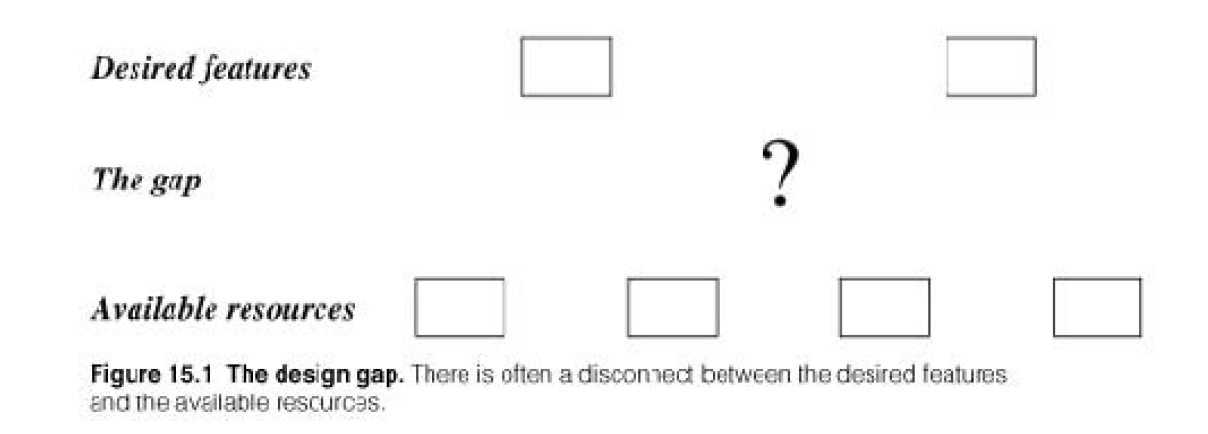 Desired features
The gap
?
Available resources
Figure 15.1 The design gap. There is often a disconnect between the desired features
and the available resources.